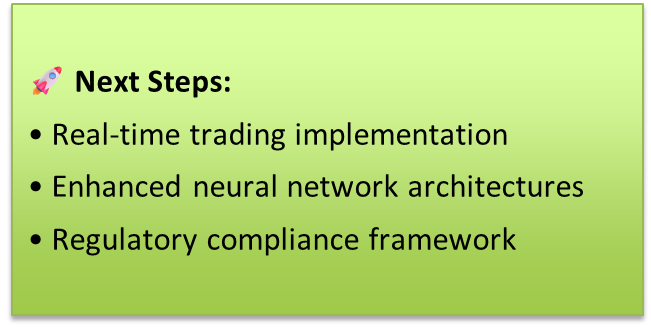 🚀 Next Steps:
• Real-time trading implementation
• Enhanced neural network architectures
• Regulatory compliance framework